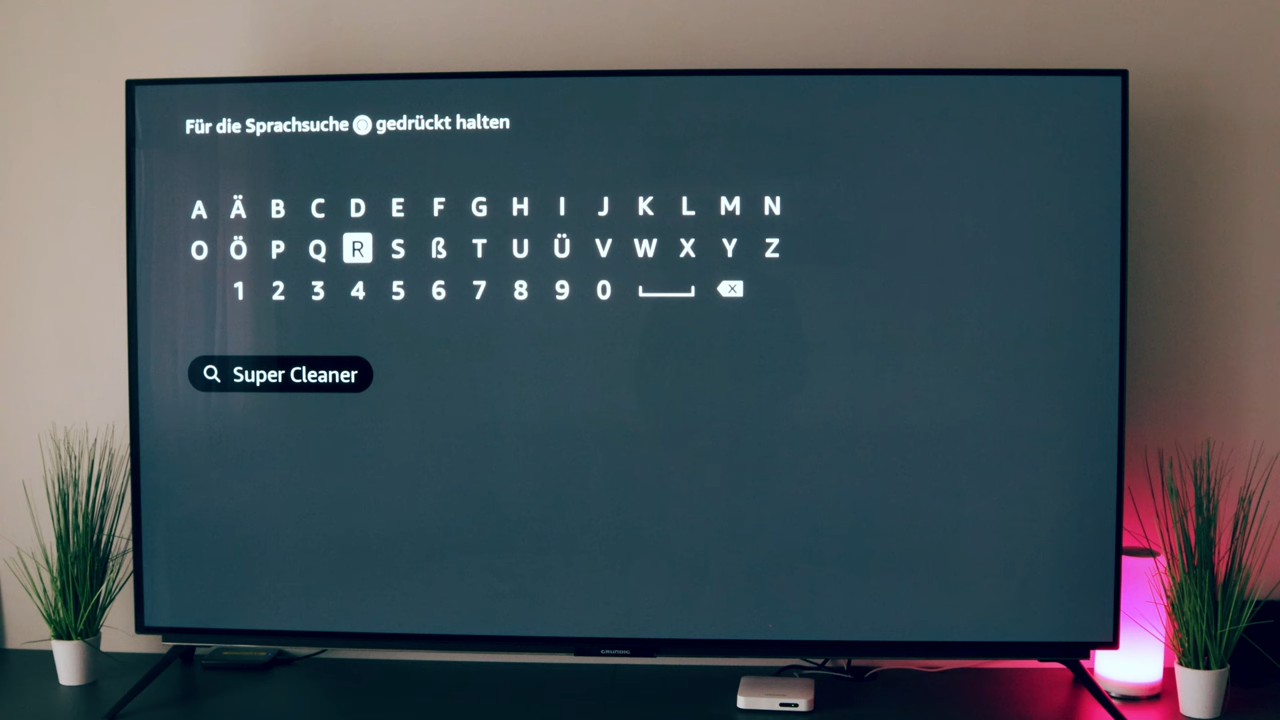 Für die Sprachsuche gedrückt halten
A Ä B C D E F G H I J K L M N
O Ö P Q R S ß T U Ü V W X Y Z
1 2 3 4 5 6 7 8 9 0
Super Cleaner
GRUNDIG